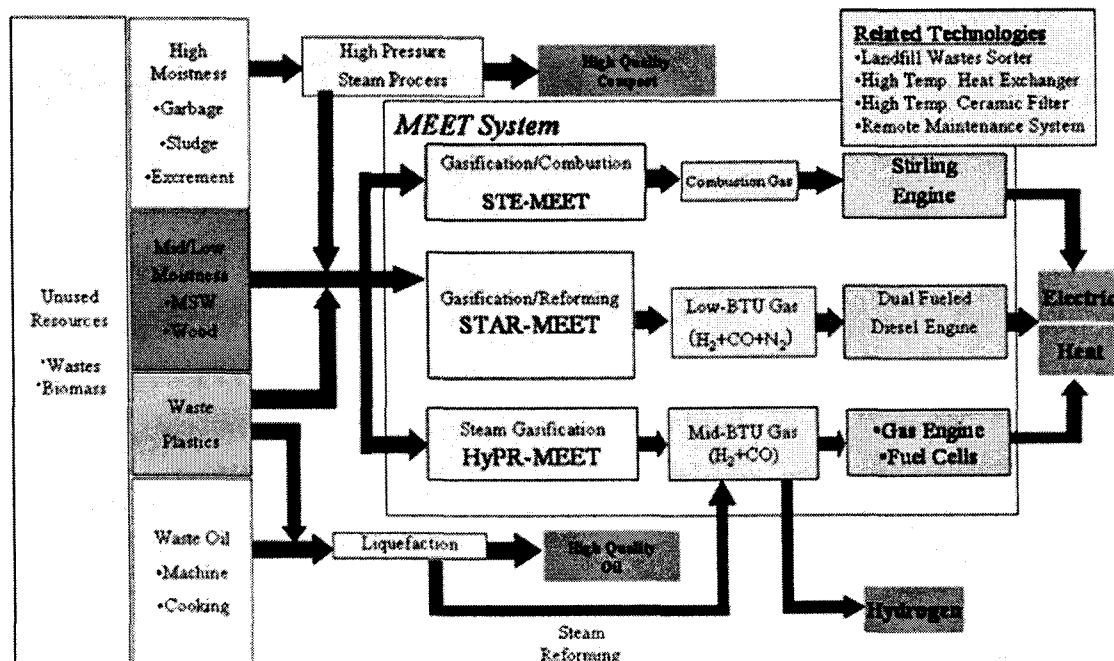 Unused
Resources
•Wastes
•Biomass
High
Moistness
•Garbage
•Sludge
•Excrement
Mid/Low
Moistness
•MSW
•Wood
Waste
Plastics
Waste Oil
•Machine
•Cooking
High Pressure
Steam Process
High Quality
Compost
Related Technologies
•Landfill Wastes Sorter
•High Temp. Heat Exchanger
•High Temp. Ceramic Filter
•Remote Maintenance System
MEET System
Gasification/Combustion
STE-MEET
Combustion Gas
Stirling
Engine
Gasification/Reforming
STAR-MEET
Low-BTU Gas
(H₂+CO+N₂)
Dual Fueled
Diesel Engine
Electric
Heat
Steam Gasification
HyPR-MEET
Mid-BTU Gas
(H₂+CO)
•Gas Engine
•Fuel Cells
Liquefaction
High Quality
Oil
Steam
Reforming
Hydrogen